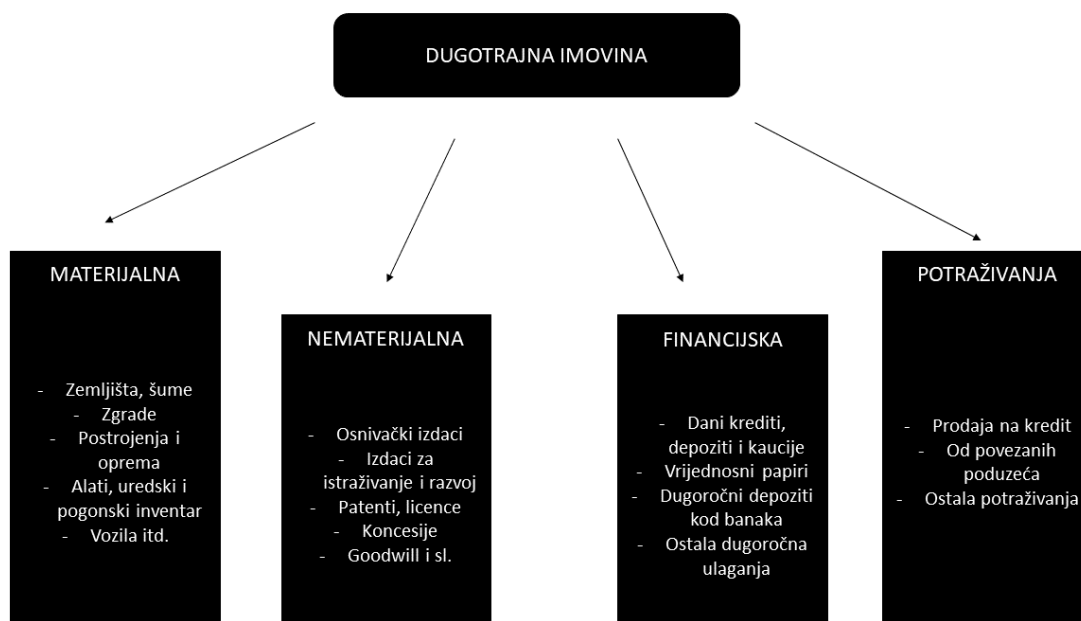 DUGOTRAJNA IMOVINA
MATERIJALNA
- Zemljišta, šume
- Zgrade
- Postrojenja i
oprema
- Alati, uredski i
pogonski inventar
- Vozila itd.
NEMATERIJALNA
- Osnivački izdaci
- Izdaci za
istraživanje i razvoj
- Patenti, licence
- Koncesije
- Goodwill i sl.
FINANCIJSKA
- Dani krediti,
depoziti i kaucije
- Vrijednosni papiri
- Dugoročni depoziti
kod banaka
- Ostala dugoročna
ulaganja
POTRAŽIVANJA
- Prodaja na kredit
- Od povezanih
poduzeća
- Ostala potraživanja